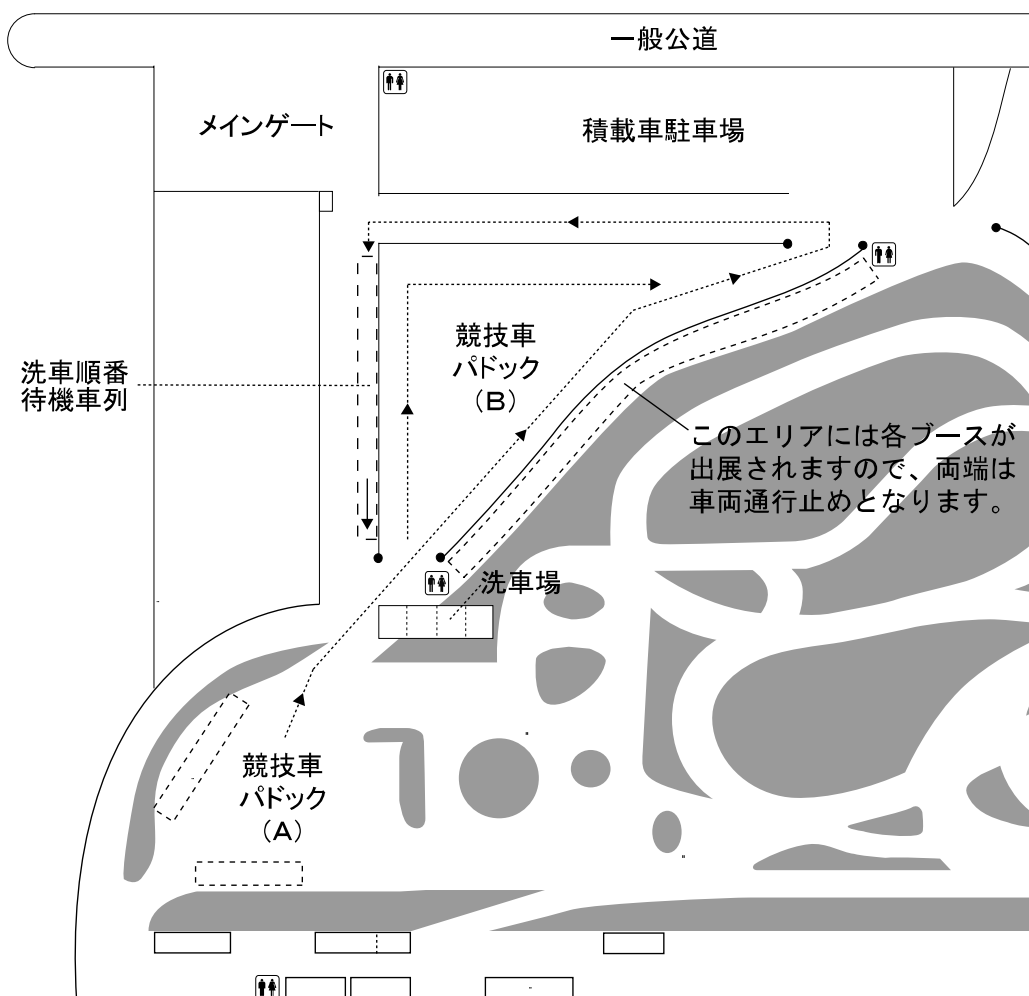 一般公道
メインゲート
積載車駐車場
競技車
パドック
（B）
洗車順番
待機車列
このエリアには各ブースが
出展されますので、両端は
車両通行止めとなります。
洗車場
競技車
パドック
（A）